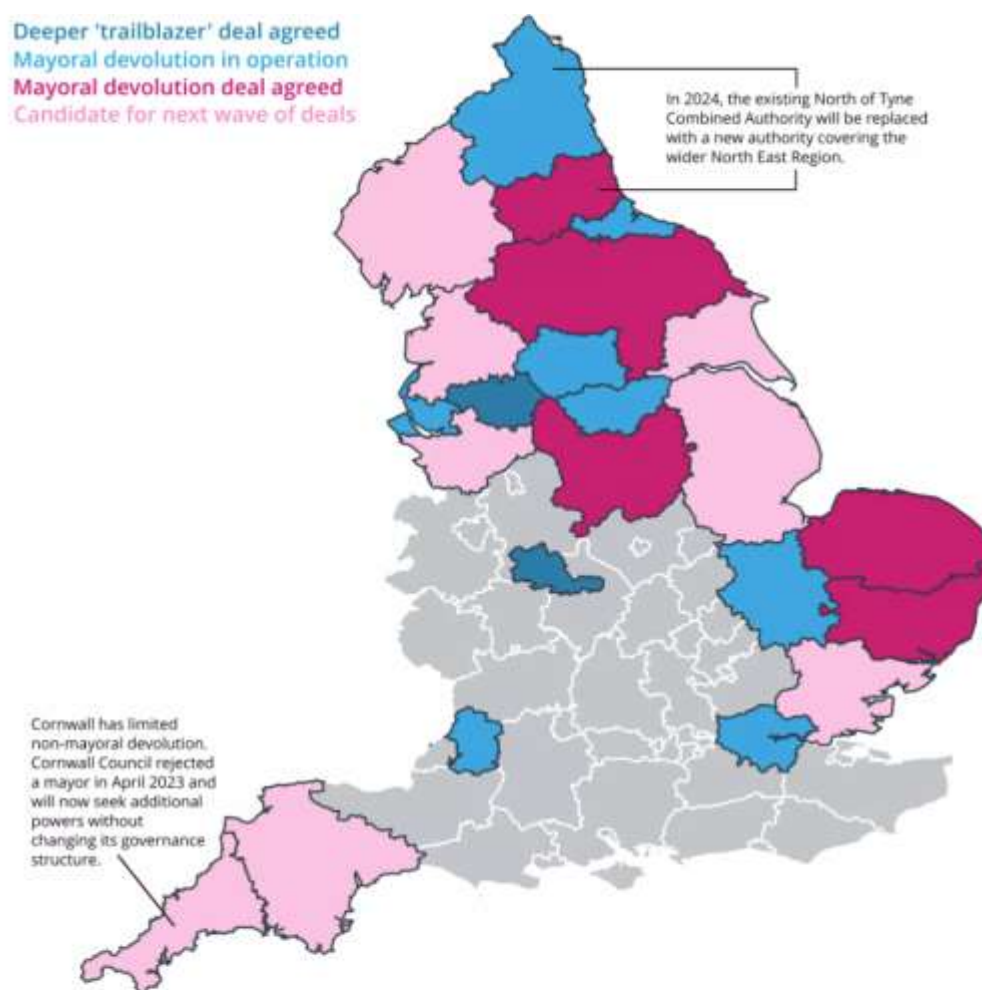 Deeper 'trailblazer' deal agreed
Mayoral devolution in operation
Mayoral devolution deal agreed
Candidate for next wave of deals
In 2024, the existing North of Tyne
Combined Authority will be replaced
with a new authority covering the
wider North East Region.
Cornwall has limited
non-mayoral devolution.
Cornwall Council rejected
a mayor in April 2023 and
will now seek additional
powers without
changing its governance
structure.